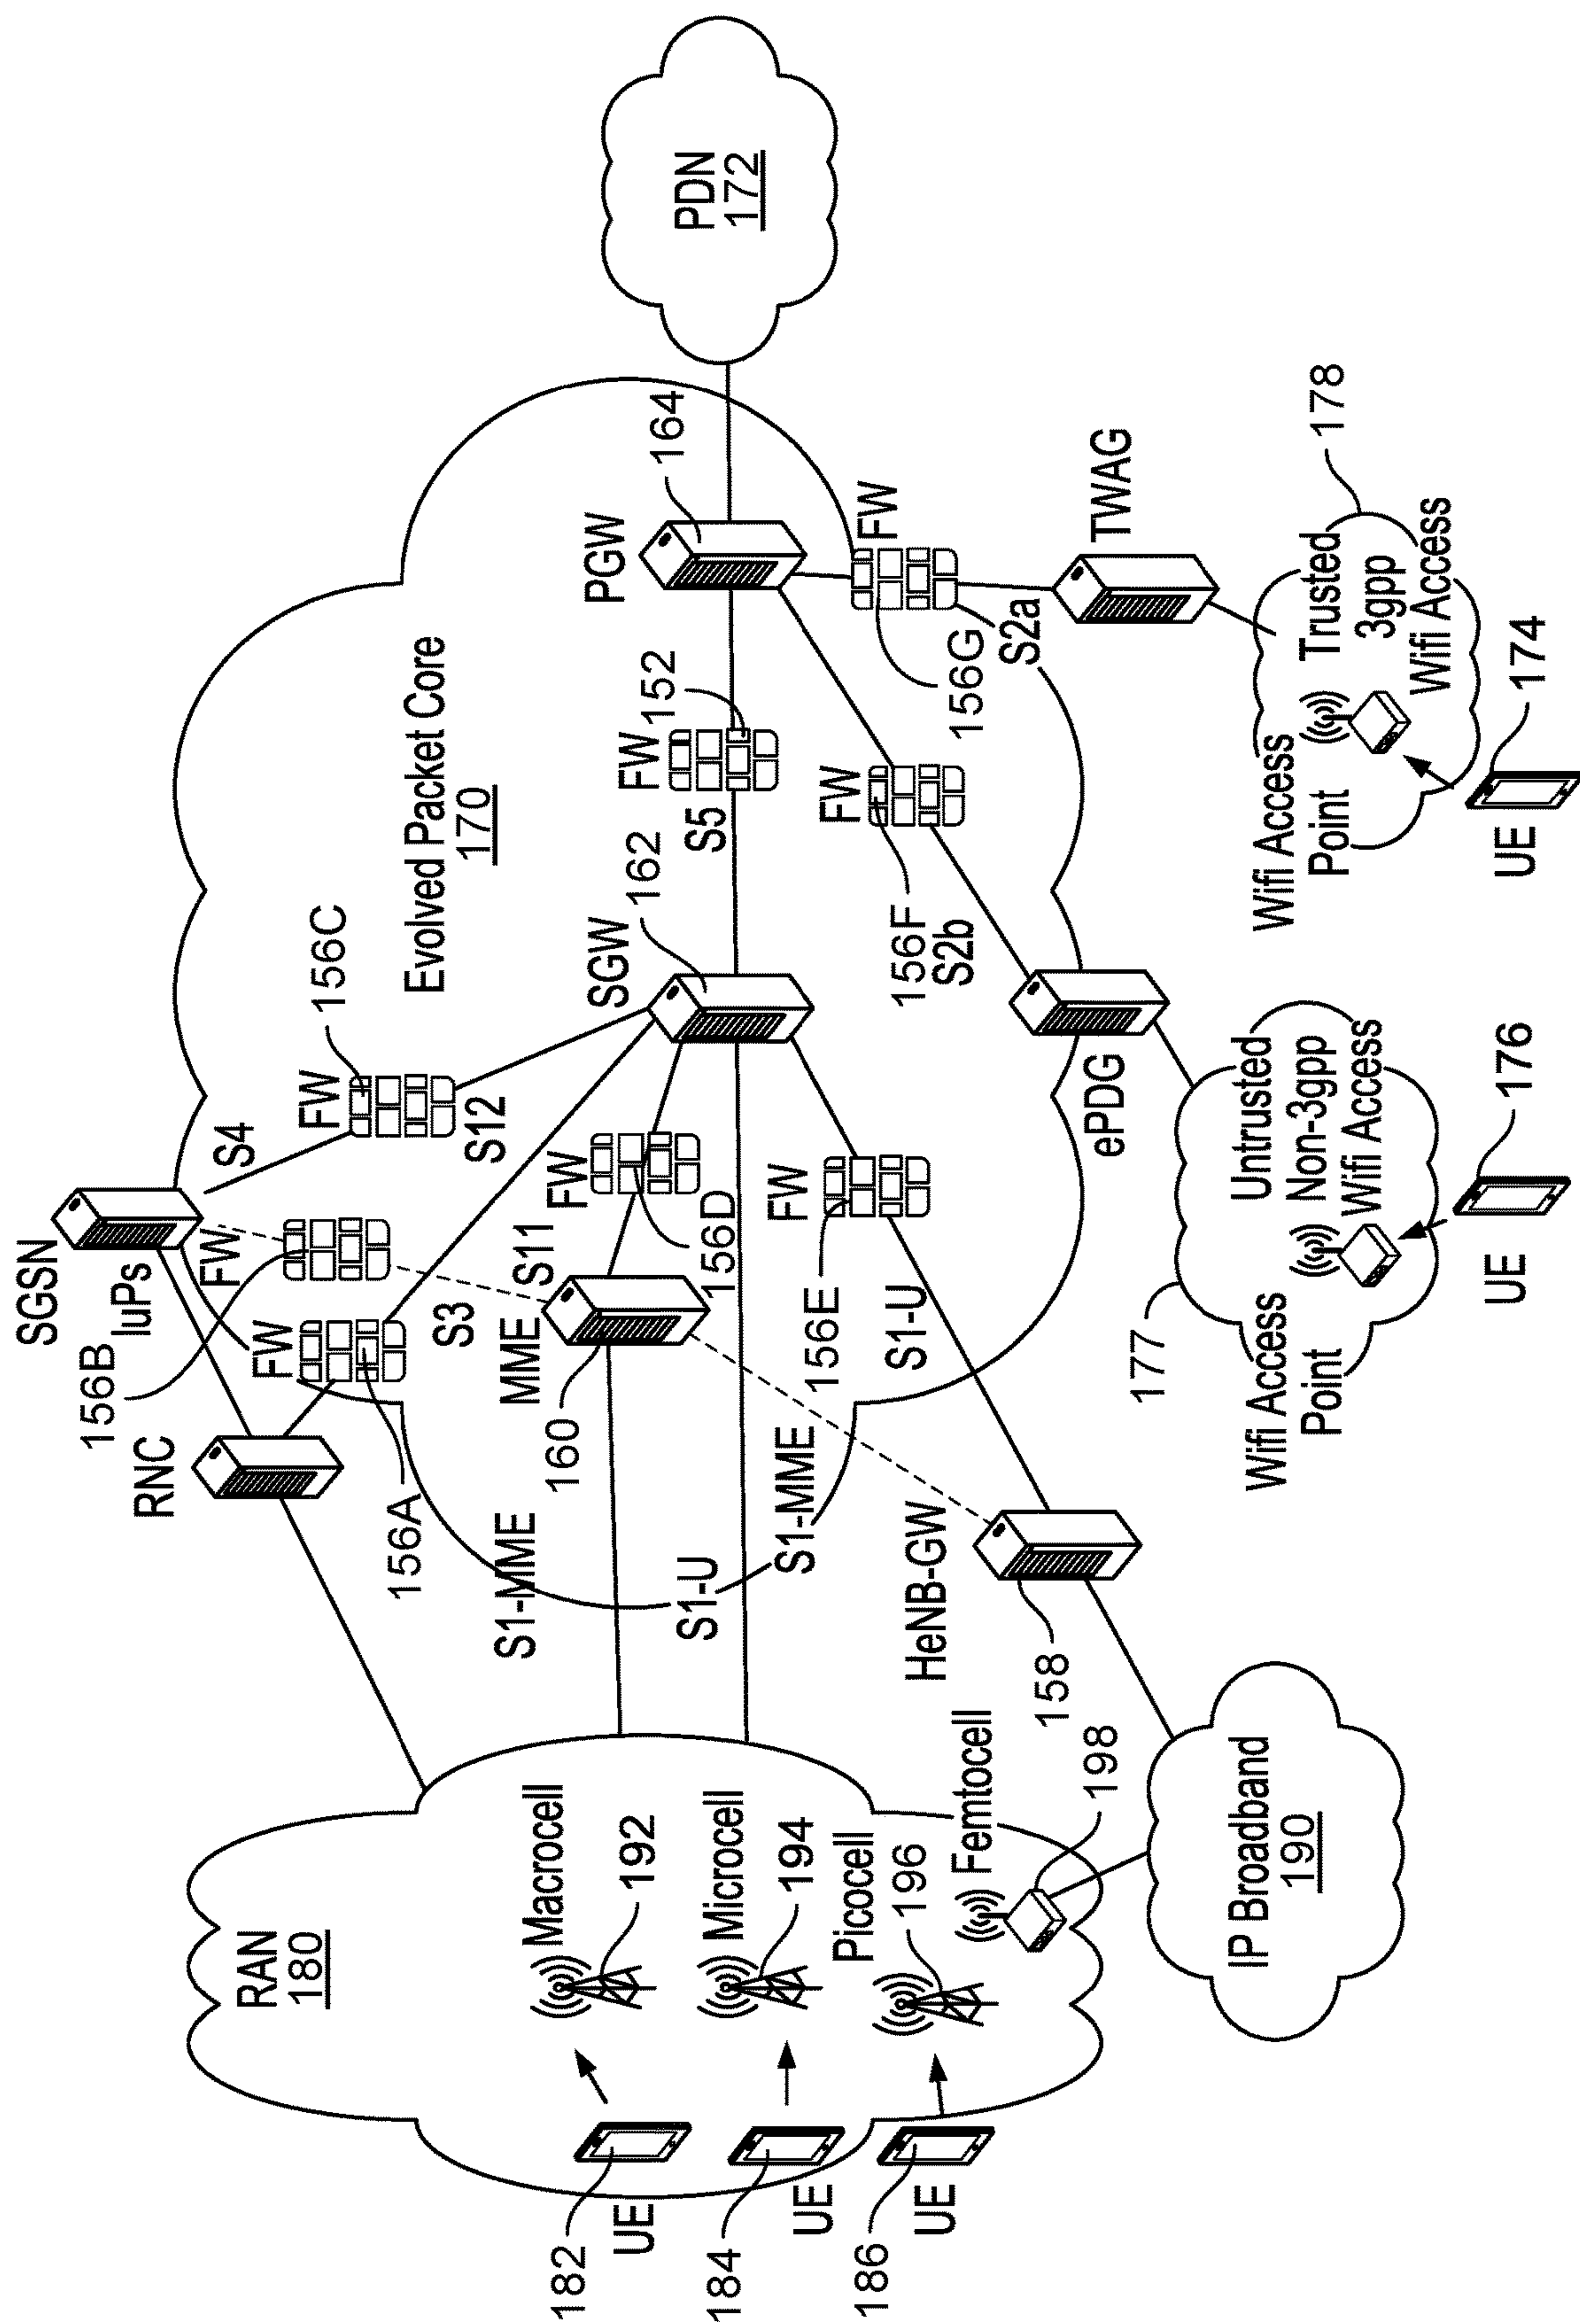 SGSN
IuPs
S4
FW
156C
FW
156B
FW
S12
Evolved Packet Core
170
RNC
156A
S3
MME
S11
FW
156D
160
SGW
162
S5
FW
152
PGW
164
PDN
172
S1-MME
S1-U
S1-MME
156E
FW
S1-U
156F
S2b
FW
156G
S2a
FW
RAN
180
Macrocell
192
Microcell
194
Picocell
196
Femtocell
198
182
UE
184
UE
186
UE
HeNB-GW
158
IP Broadband
190
ePDG
177
Untrusted
Non-3gpp
Wifi Access
Wifi Access
Point
UE
176
TWAG
178
Trusted
3gpp
Wifi Access
Wifi Access
Point
UE
174